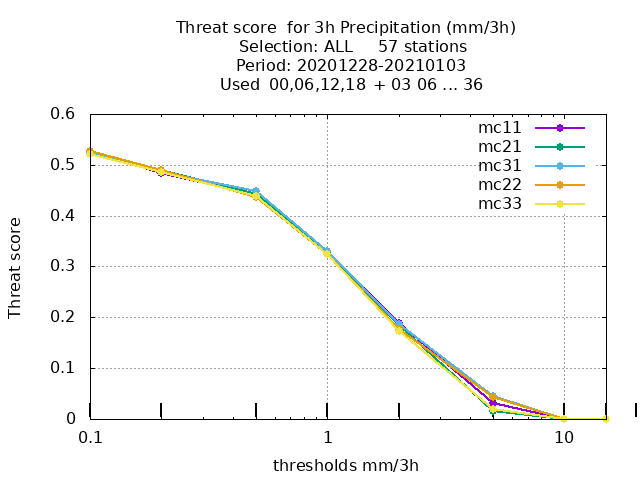 Threat score  for 3h Precipitation (mm/3h)
Selection: ALL     57 stations
Period: 20201228-20210103
Used  00,06,12,18  + 03 06 ... 36
0.6
0.5
0.4
0.3
0.2
0.1
0
Threat score
mc11
mc21
mc31
mc22
mc33
0.1
1
10
thresholds mm/3h